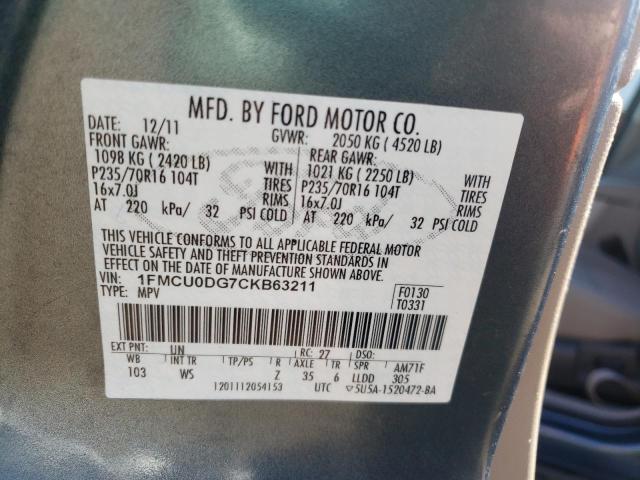 MFD. BY FORD MOTOR CO.
DATE: 12/11 GVWR: 2050 KG ( 4520 LB)
FRONT GAWR: REAR GAWR:
1098 KG ( 2420 LB) 1021 KG ( 2250 LB)
P235/70R16 104T WITH TIRES P235/70R16 104T WITH TIRES
16x7.0J RIMS 16x7.0J RIMS
AT 220 kPa/ 32 PSI COLD AT 220 kPa/ 32 PSI COLD
THIS VEHICLE CONFORMS TO ALL APPLICABLE FEDERAL MOTOR
VEHICLE SAFETY AND THEFT PREVENTION STANDARDS IN
EFFECT ON THE DATE OF MANUFACTURE SHOWN ABOVE.
VIN: 1FMCU0DG7CKB63211 F0130
TYPE: MPV T0331
EXT PNT: UN RC: 27 DSO:
WB INT TR TP/PS R AXLE TR SPR AM71F
103 WS Z 35 6 LLDD 305
1201112054153 UTC 5U5A-1520472-BA